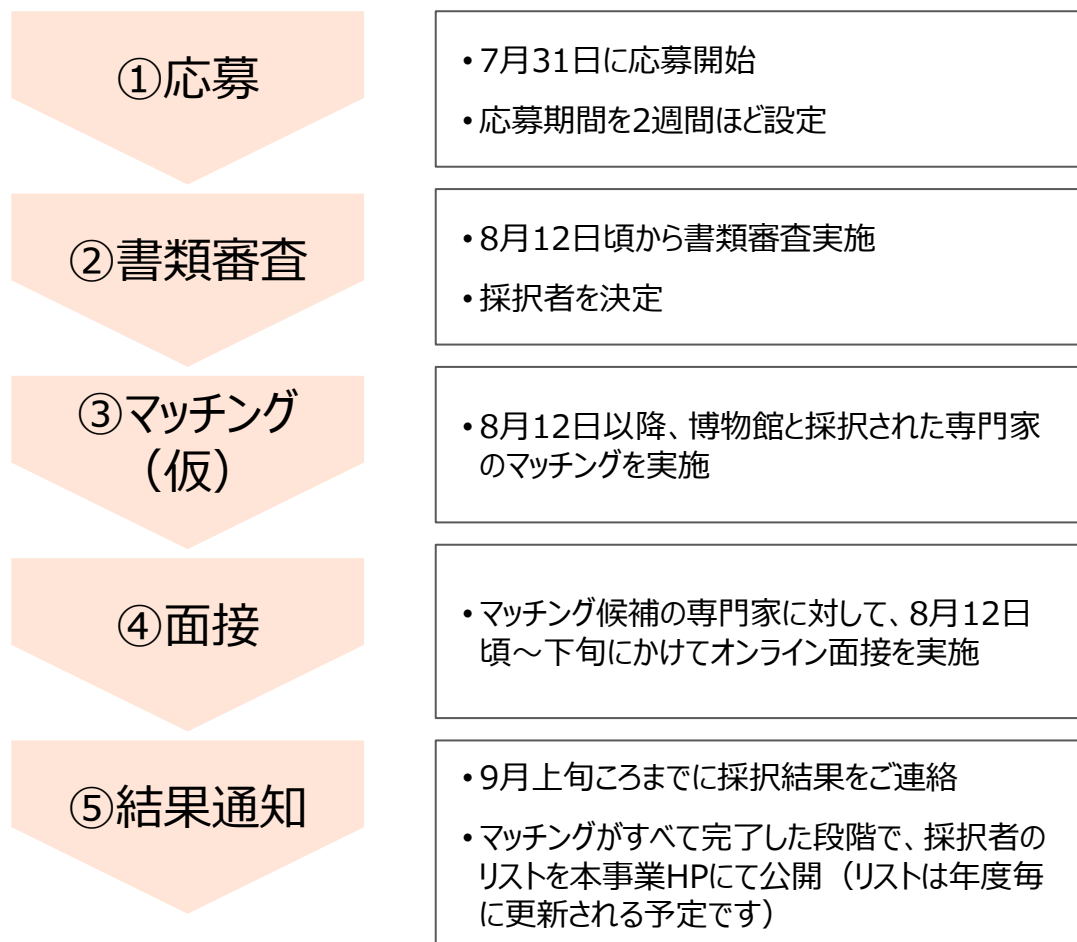 ①応募
・7月31日に応募開始
・応募期間を2週間ほど設定
②書類審査
・8月12日頃から書類審査実施
・採択者を決定
③マッチング
（仮）
・8月12日以降、博物館と採択された専門家
のマッチングを実施
④面接
・マッチング候補の専門家に対して、8月12日
頃～下旬にかけてオンライン面接を実施
⑤結果通知
・9月上旬ころまでに採択結果をご連絡
・マッチングがすべて完了した段階で、採択者の
リストを本事業HPにて公開（リストは年度毎
に更新される予定です）